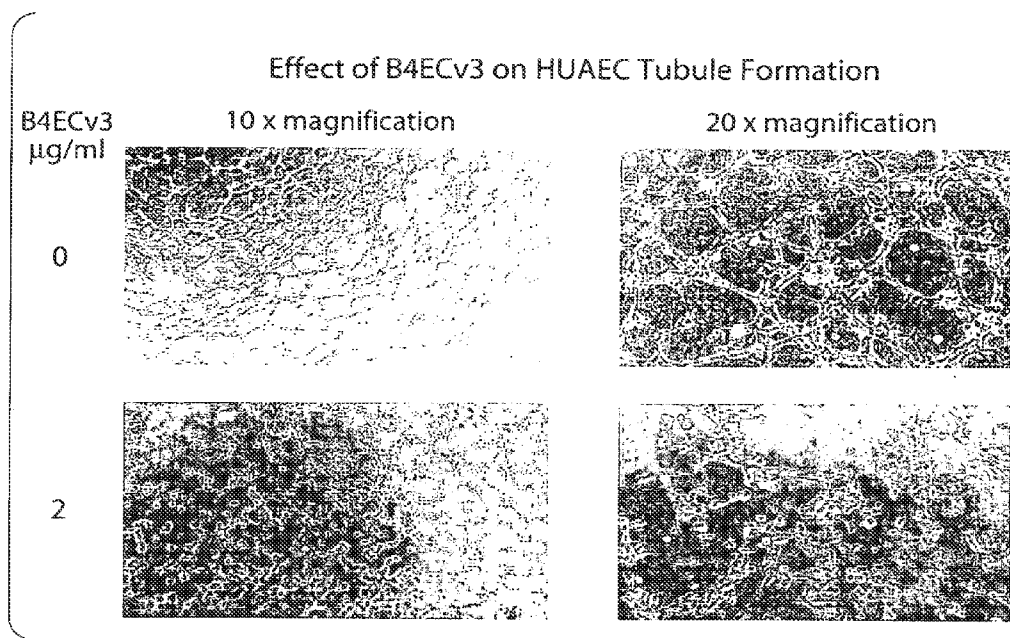 Effect of B4ECv3 on HUAEC Tubule Formation
B4ECv3
μg/ml
10 x magnification
20 x magnification
0
2